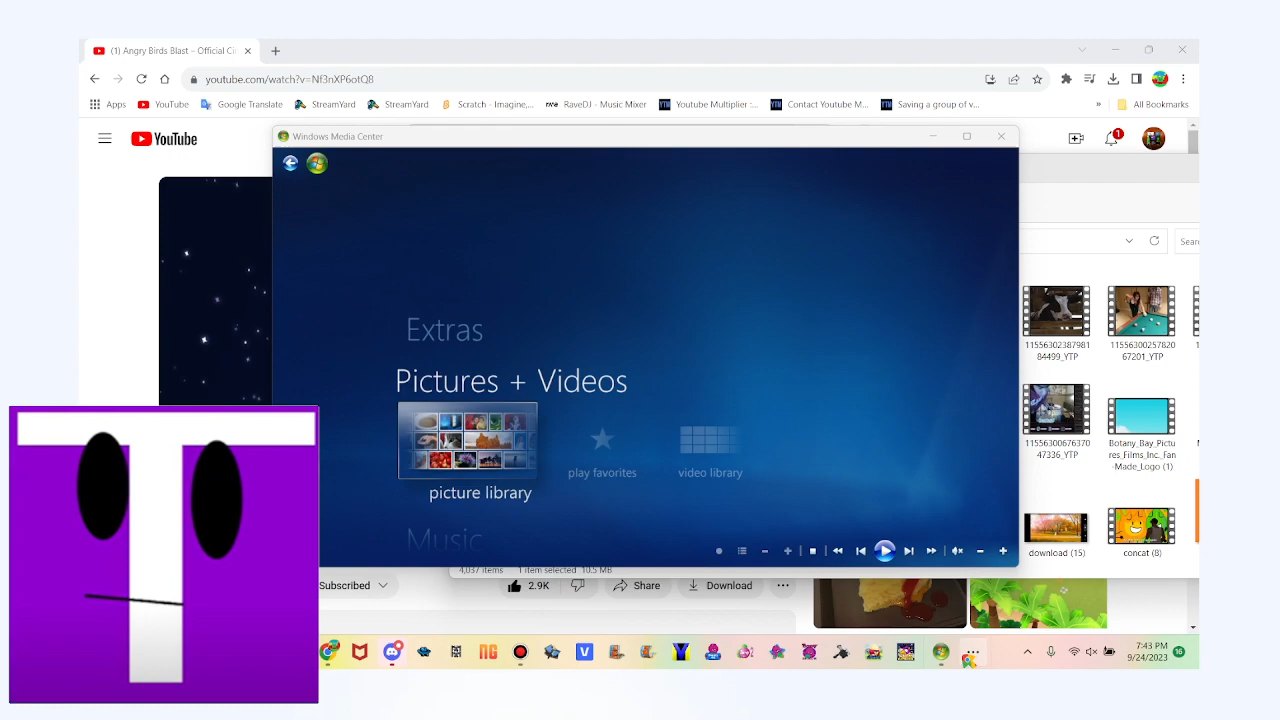 (1) Angry Birds Blast – Official Cin
youtube.com/watch?v=Nf3nXP6otQ8
Apps YouTube Google Translate StreamYard StreamYard Scratch - Imagine,... RaveDJ - Music Mixer Youtube Multiplier :... Contact Youtube M... Saving a group of v... » All Bookmarks
YouTube
1
Windows Media Center
Extras
Pictures + Videos
play favorites
video library
picture library
Music
11556302387981
84499_YTP
11556300257820
67201_YTP
11556300676370
47336_YTP
Botany_Bay_Pictur
es_Films_Inc._Fan
-Made_Logo (1)
download (15)
concat (8)
4,037 items 1 item selected 10.5 MB
Subscribed 2.9K Share Download
T
7:43 PM
9/24/2023
16